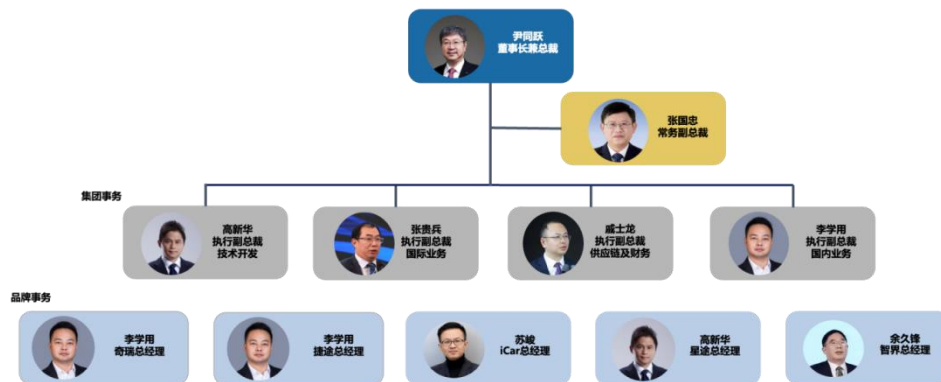 尹同跃
董事长兼总裁
张国忠
常务副总裁
集团事务
高新华
执行副总裁
技术开发
张贵兵
执行副总裁
国际业务
戚士龙
执行副总裁
供应链及财务
李学用
执行副总裁
国内业务
品牌事务
李学用
奇瑞总经理
李学用
捷途总经理
苏峻
iCar总经理
高新华
星途总经理
余久锋
智界总经理